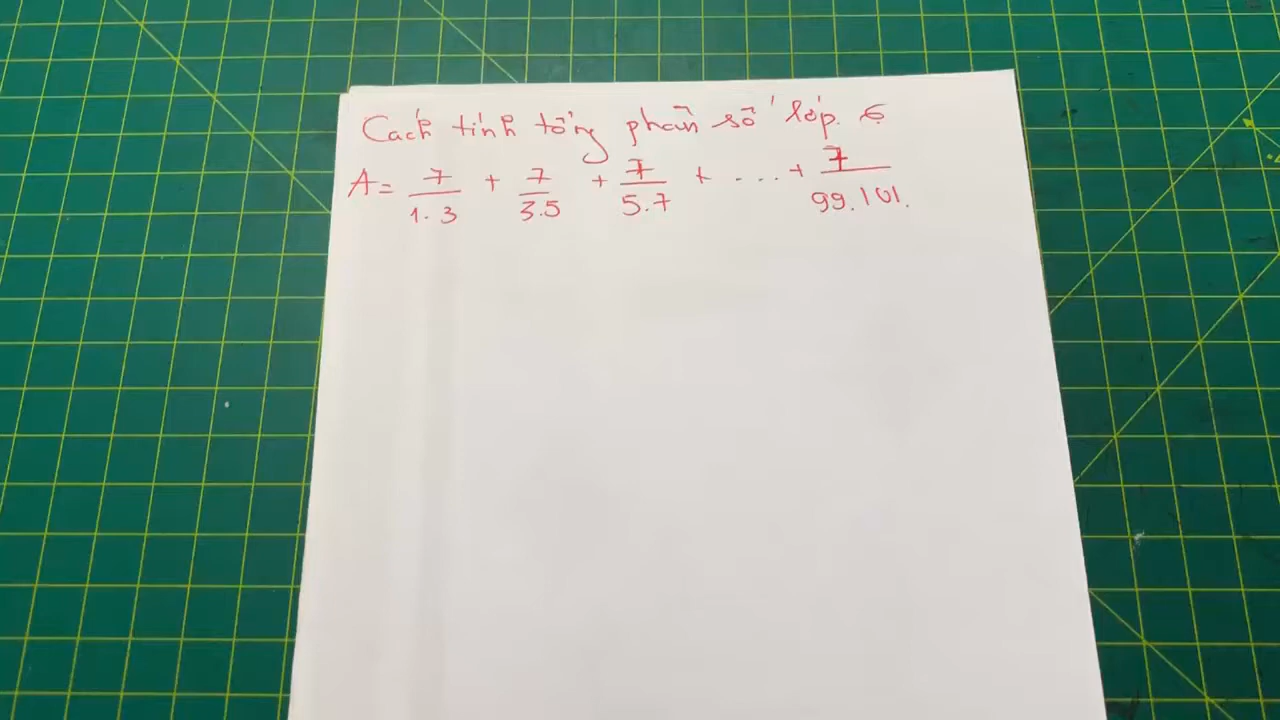 Cách tính tổng phân số lớp 6
A = 7/1.3 + 7/3.5 + 7/5.7 + .... + 7/99.101.